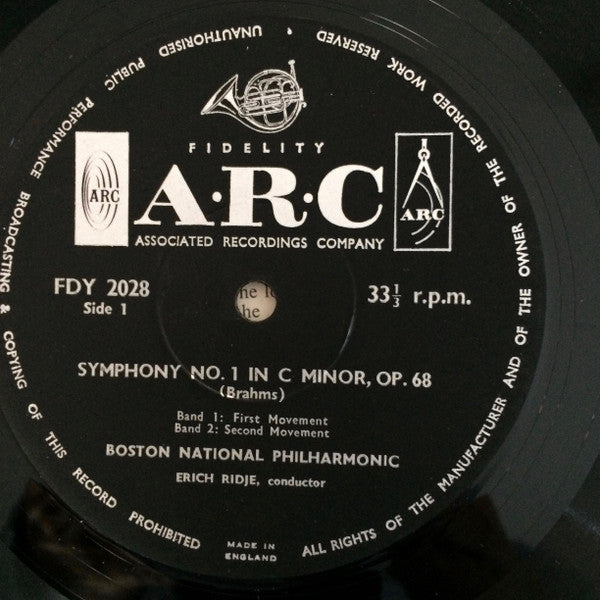 ALL RIGHTS OF THE MANUFACTURER AND OF THE OWNER OF THE RECORDED WORK RESERVED
UNAUTHORISED PUBLIC PERFORMANCE BROADCASTING & COPYING OF THIS RECORD PROHIBITED
FIDELITY
ARC
A·R·C
ARC
ASSOCIATED RECORDINGS COMPANY
FDY 2028
Side 1
33⅓ r.p.m.
SYMPHONY NO. 1 IN C MINOR, OP. 68
(Brahms)
Band 1: First Movement
Band 2: Second Movement
BOSTON NATIONAL PHILHARMONIC
ERICH RIDJE, conductor
MADE IN
ENGLAND